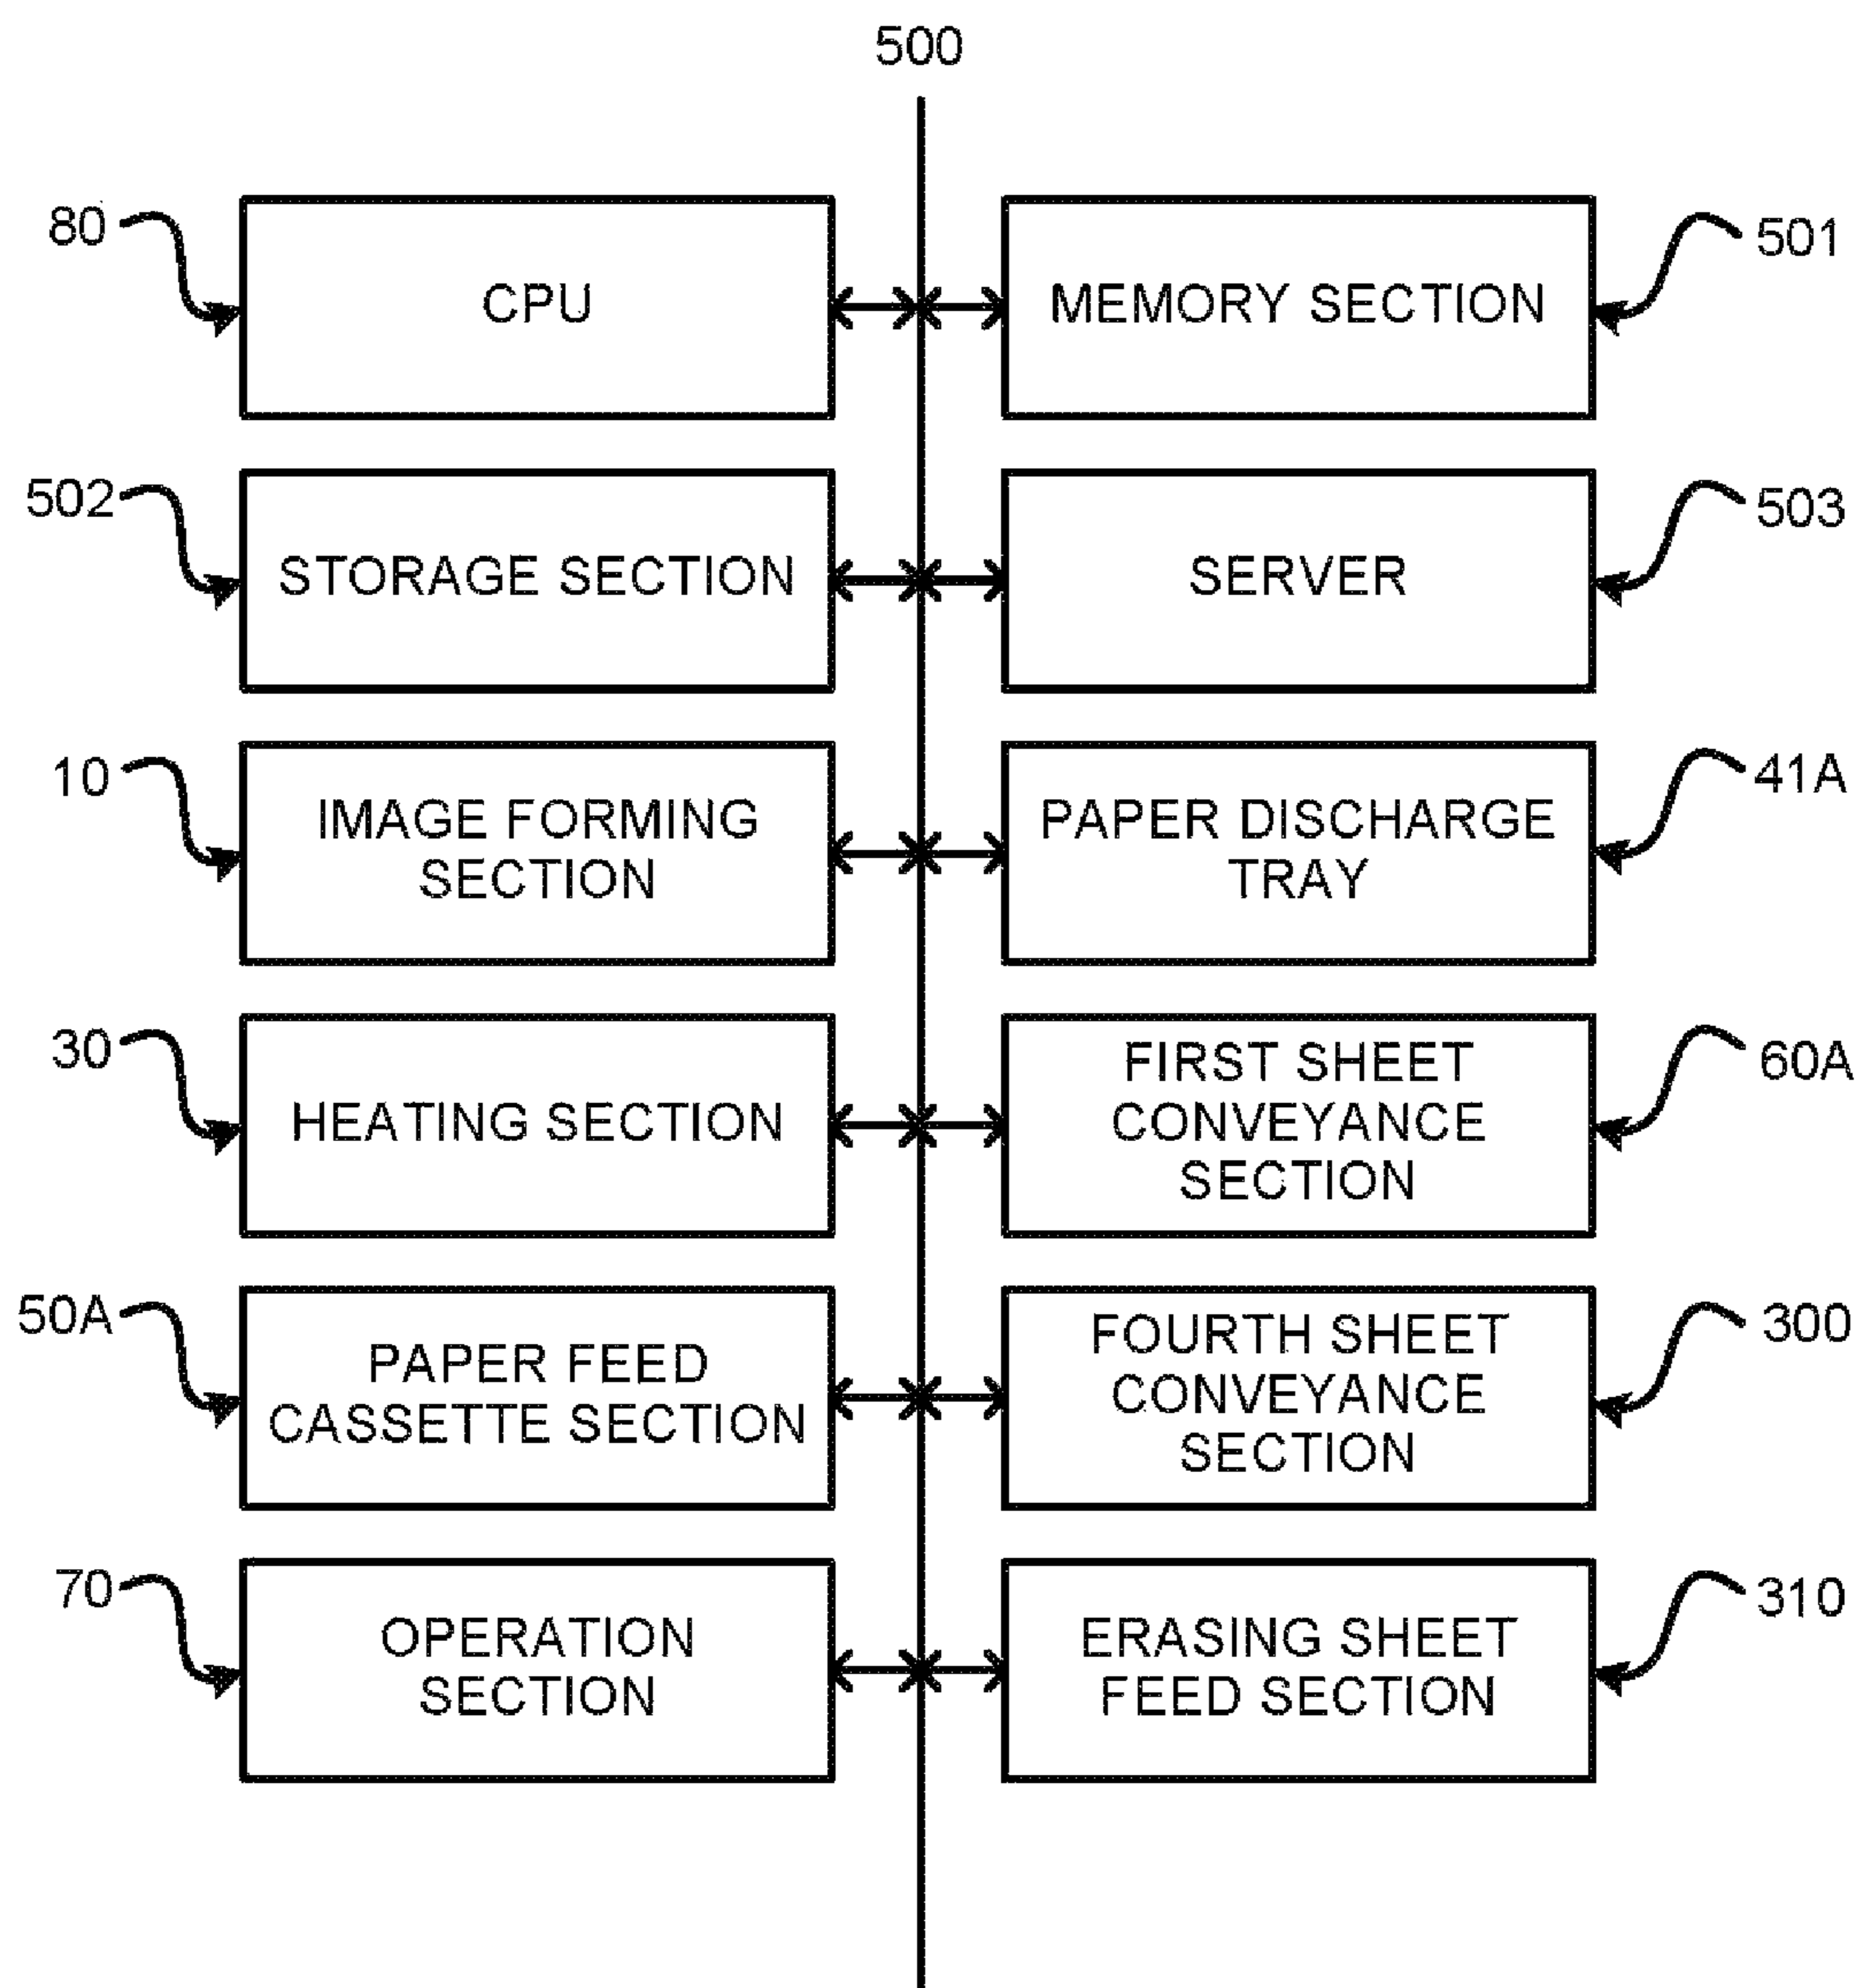 500
80
CPU
MEMORY SECTION
501
502
STORAGE SECTION
SERVER
503
10
IMAGE FORMING
SECTION
PAPER DISCHARGE
TRAY
41A
30
HEATING SECTION
FIRST SHEET
CONVEYANCE
SECTION
60A
50A
PAPER FEED
CASSETTE SECTION
FOURTH SHEET
CONVEYANCE
SECTION
300
70
OPERATION
SECTION
ERASING SHEET
FEED SECTION
310